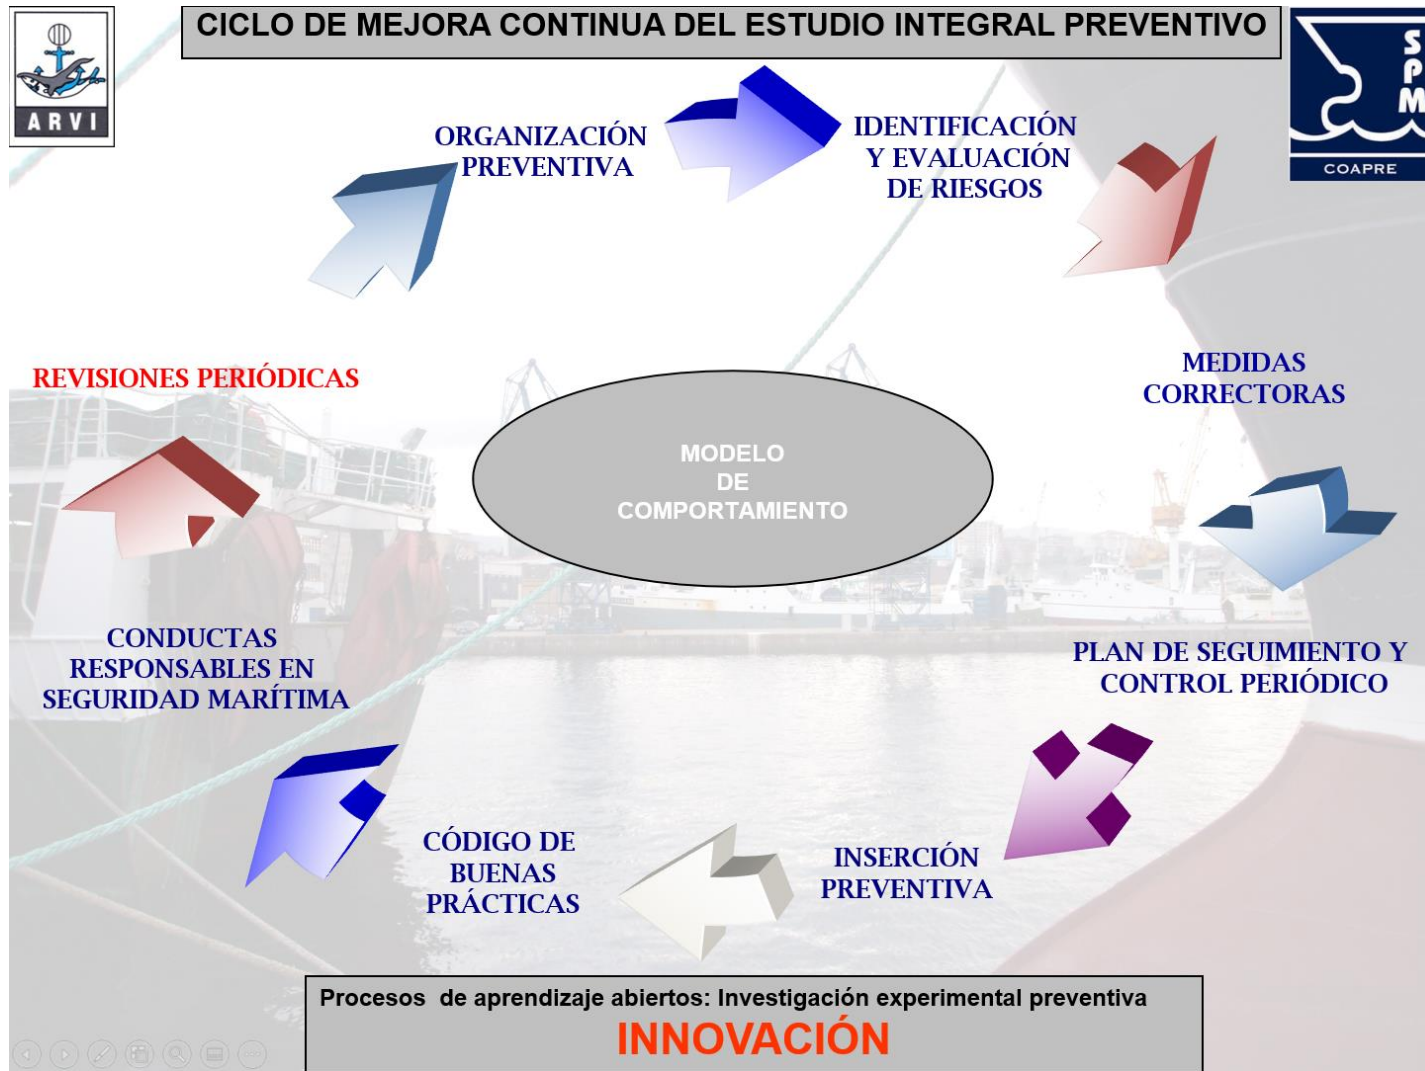 CICLO DE MEJORA CONTINUA DEL ESTUDIO INTEGRAL PREVENTIVO
ARVI
S
P
M
COAPRE
ORGANIZACIÓN
PREVENTIVA
IDENTIFICACIÓN
Y EVALUACIÓN
DE RIESGOS
MEDIDAS
CORRECTORAS
PLAN DE SEGUIMIENTO Y
CONTROL PERIÓDICO
INSERCIÓN
PREVENTIVA
CÓDIGO DE
BUENAS
PRÁCTICAS
CONDUCTAS
RESPONSABLES EN
SEGURIDAD MARÍTIMA
REVISIONES PERIÓDICAS
MODELO
DE
COMPORTAMIENTO
Procesos de aprendizaje abiertos: Investigación experimental preventiva
INNOVACIÓN